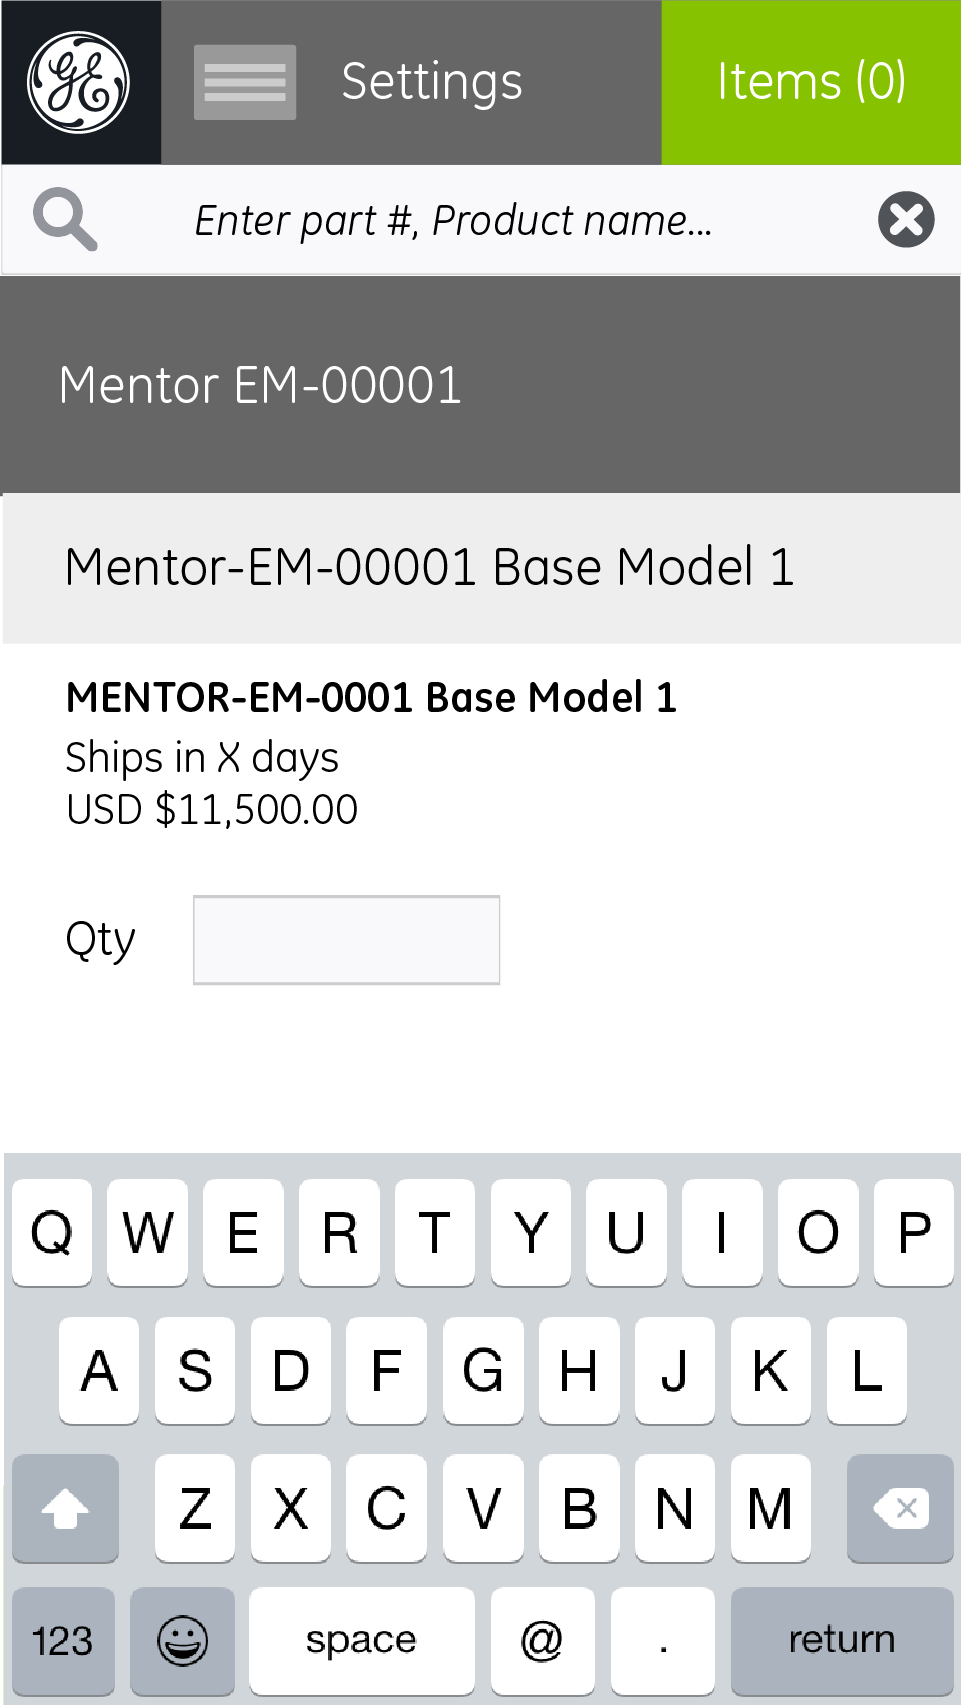 GE
Settings
Items (0)
Enter part #, Product name...
Mentor EM-00001
Mentor-EM-00001 Base Model 1
MENTOR-EM-0001 Base Model 1
Ships in X days
USD $11,500.00
Qty
Q W E R T Y U I O P
A S D F G H J K L
Z X C V B N M
123 space @ . return